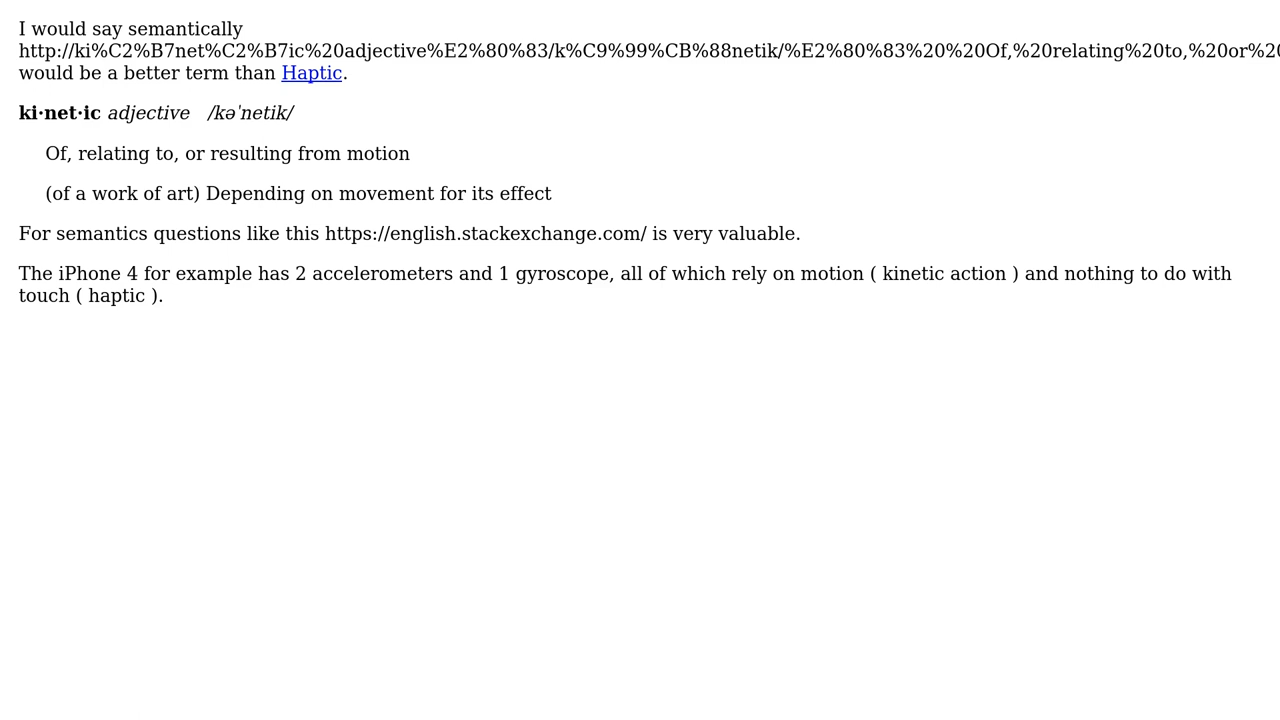 I would say semantically
http://ki%C2%B7net%C2%B7ic%20adjective%E2%80%83/k%C9%99%CB%88netik/%E2%80%83%20%20Of,%20relating%20to,%20or%20
would be a better term than Haptic.
ki·net·ic adjective /kəˈnetik/
Of, relating to, or resulting from motion
(of a work of art) Depending on movement for its effect
For semantics questions like this https://english.stackexchange.com/ is very valuable.
The iPhone 4 for example has 2 accelerometers and 1 gyroscope, all of which rely on motion ( kinetic action ) and nothing to do with
touch ( haptic ).